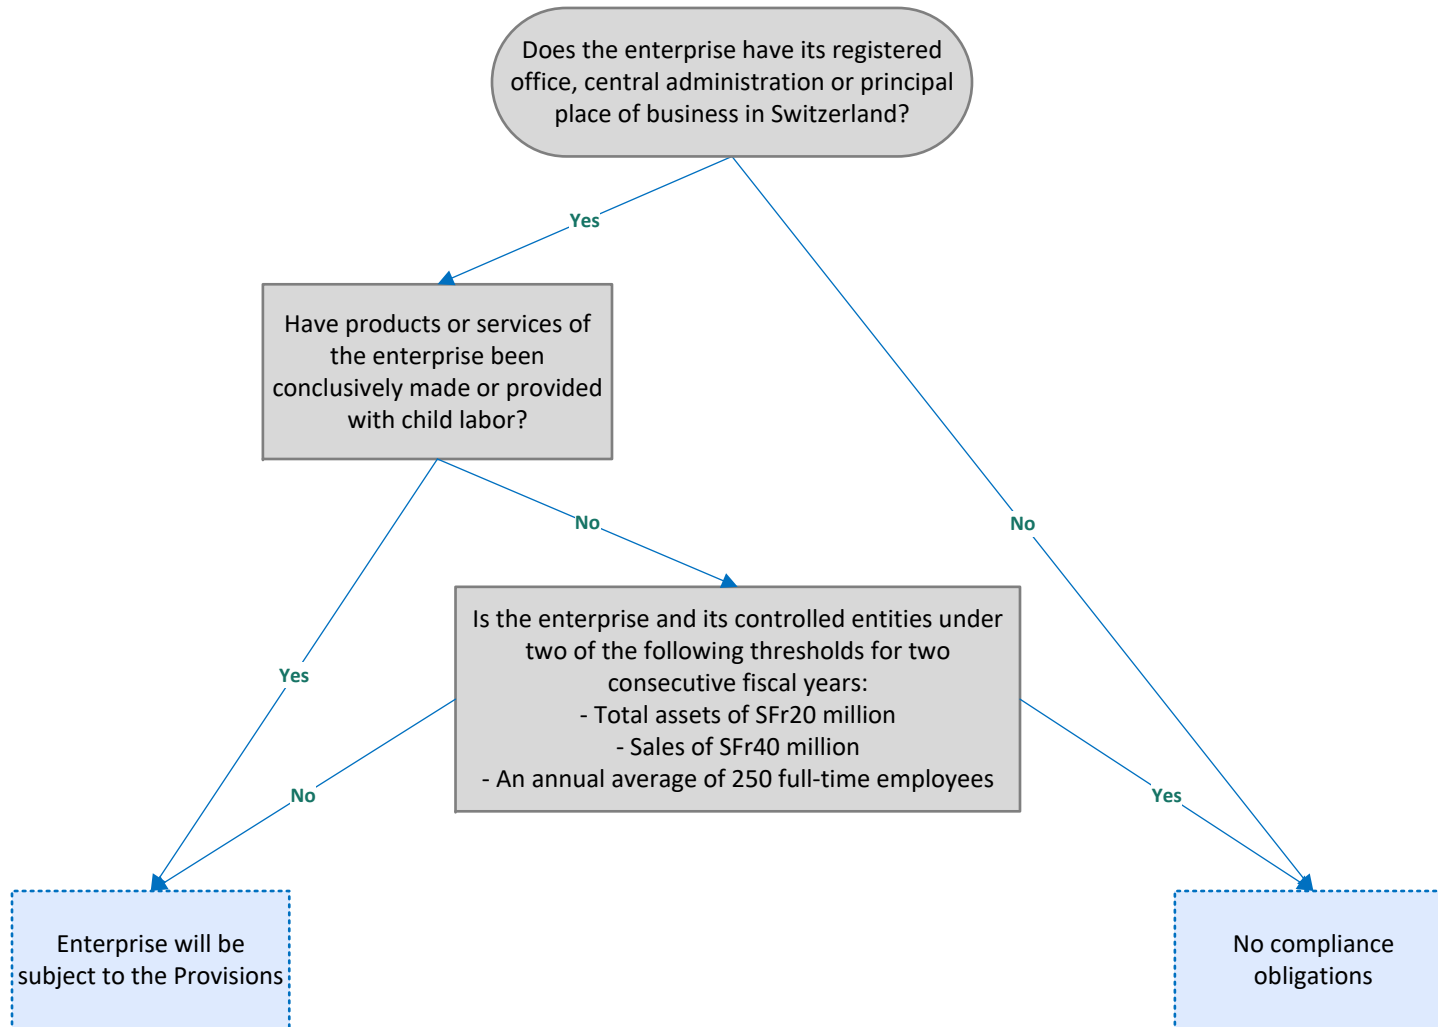 Does the enterprise have its registered
office, central administration or principal
place of business in Switzerland?
Yes
Have products or services of
the enterprise been
conclusively made or provided
with child labor?
No
No
Is the enterprise and its controlled entities under
two of the following thresholds for two
consecutive fiscal years:
- Total assets of SFr20 million
- Sales of SFr40 million
- An annual average of 250 full-time employees
Yes
No
Yes
Enterprise will be
subject to the Provisions
No compliance
obligations